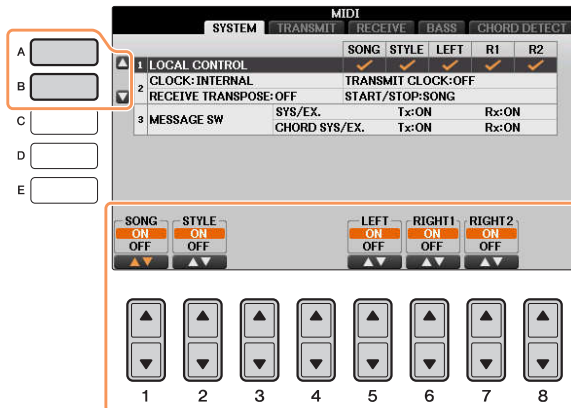 MIDI
SYSTEM TRANSMIT RECEIVE BASS CHORD DETECT
SONG STYLE LEFT R1 R2
1 LOCAL CONTROL
2 CLOCK:INTERNAL TRANSMIT CLOCK:OFF
RECEIVE TRANSPOSE:OFF START/STOP:SONG
3 MESSAGE SW SYS/EX. Tx:ON Rx:ON
CHORD SYS/EX. Tx:ON Rx:ON
A
B
C
D
E
SONG STYLE LEFT RIGHT1 RIGHT2
ON ON ON ON ON
OFF OFF OFF OFF OFF
1 2 3 4 5 6 7 8